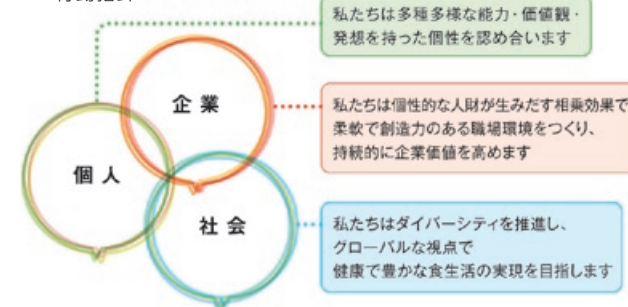 私たちは多種多様な能力・価値観・
発想を持った個性を認め合います
企業
私たちは個性的な人財が生みだす相乗効果で
柔軟で創造力のある職場環境をつくり、
持続的に企業価値を高めます
個人
社会
私たちはダイバーシティを推進し、
グローバルな視点で
健康で豊かな食生活の実現を目指します